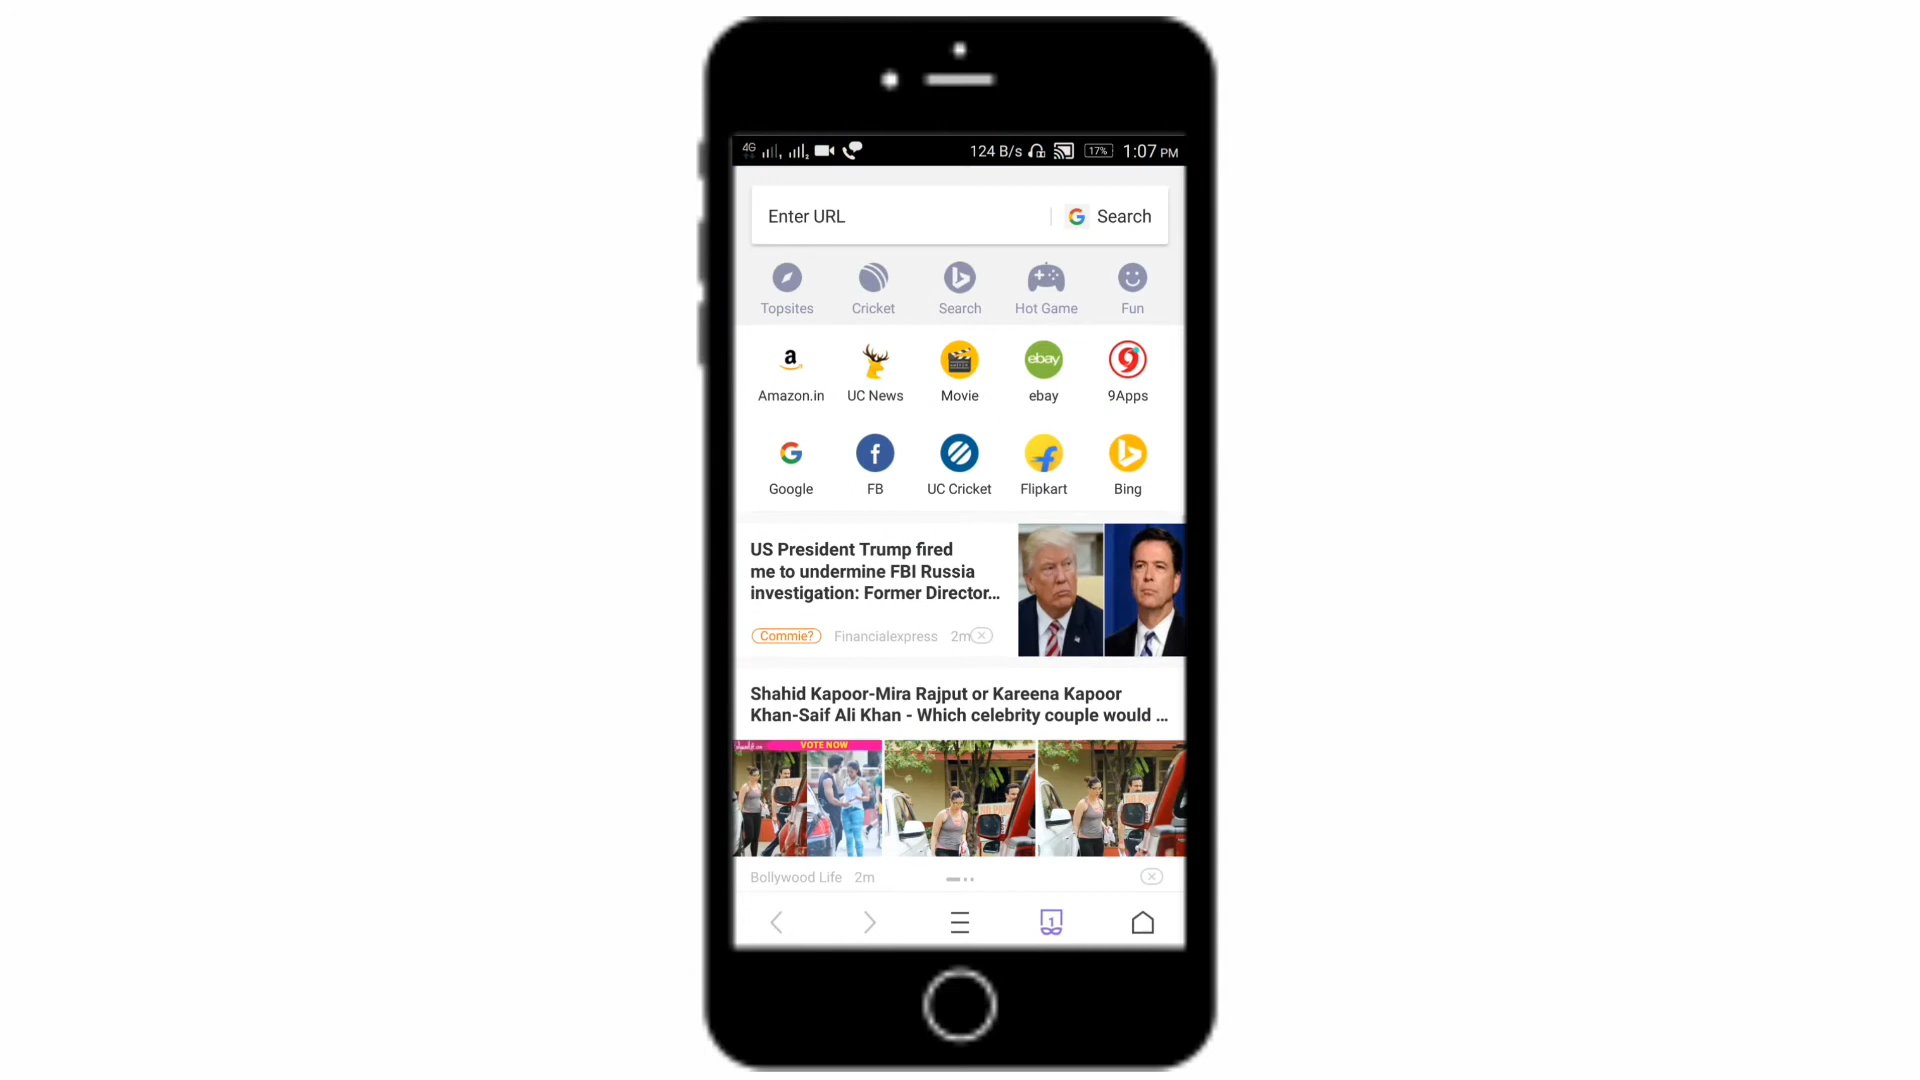 4G 124 B/s 17% 1:07 PM
Enter URL Search
Topsites Cricket Search Hot Game Fun
a ebay 9
Amazon.in UC News Movie ebay 9Apps
Google FB UC Cricket Flipkart Bing
US President Trump fired
me to undermine FBI Russia
investigation: Former Director...
Commie? Financialexpress 2m
Shahid Kapoor-Mira Rajput or Kareena Kapoor
Khan-Saif Ali Khan - Which celebrity couple would ...
VOTE NOW
Bollywood Life 2m
1